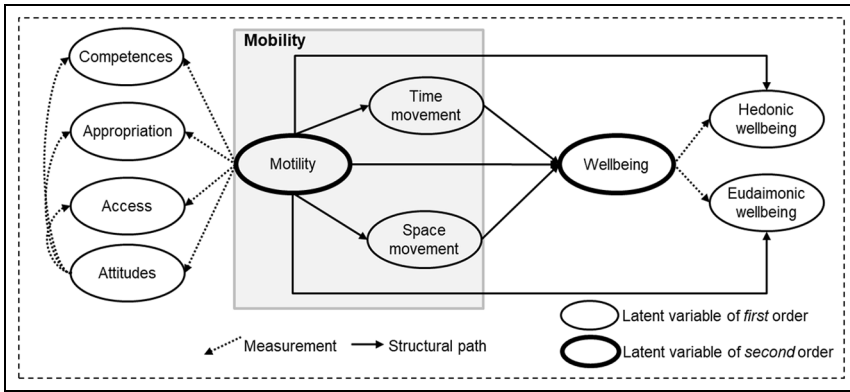 Mobility
Competences
Appropriation
Access
Attitudes
Motility
Time
movement
Space
movement
Wellbeing
Hedonic
wellbeing
Eudaimonic
wellbeing
Measurement
Structural path
Latent variable of first order
Latent variable of second order